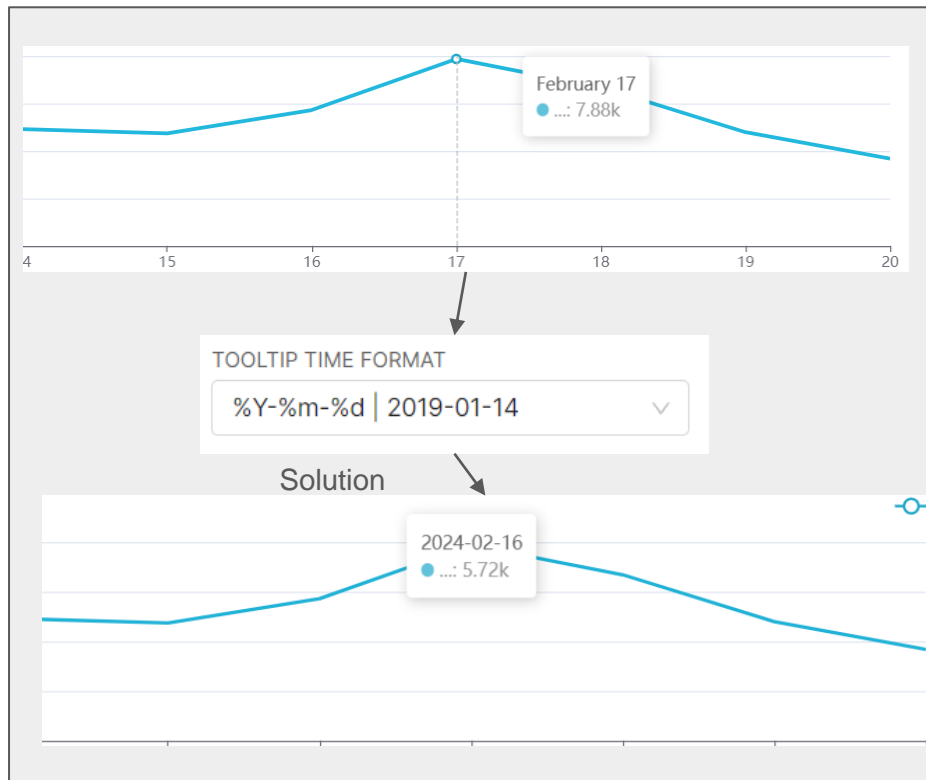 February 17
...: 7.88k
4 15 16 17 18 19 20
TOOLTIP TIME FORMAT
%Y-%m-%d | 2019-01-14
Solution
2024-02-16
...: 5.72k